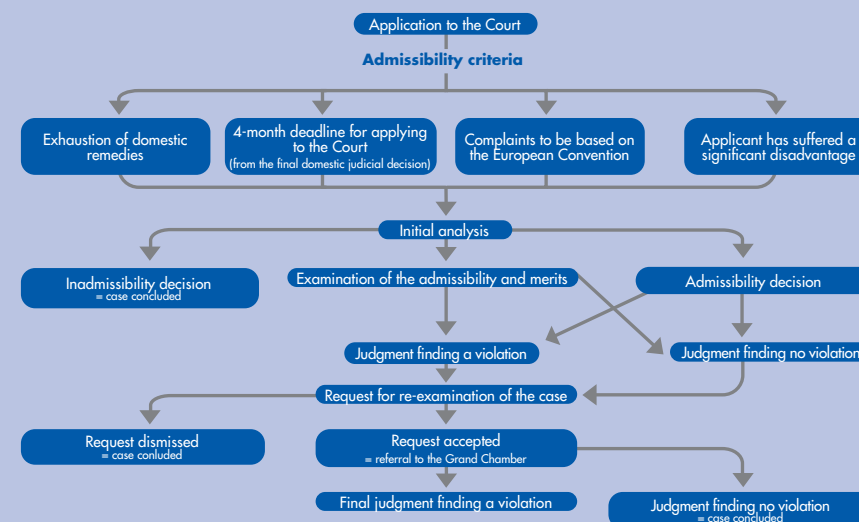 Application to the Court
Admissibility criteria
Exhaustion of domestic
remedies
4-month deadline for applying
to the Court
(from the final domestic judicial decision)
Complaints to be based on
the European Convention
Applicant has suffered a
significant disadvantage
Initial analysis
Inadmissibility decision
= case concluded
Examination of the admissibility and merits
Admissibility decision
Judgment finding a violation
Judgment finding no violation
Request for re-examination of the case
Request dismissed
= case conluded
Request accepted
= referral to the Grand Chamber
Final judgment finding a violation
Judgment finding no violation
= case concluded